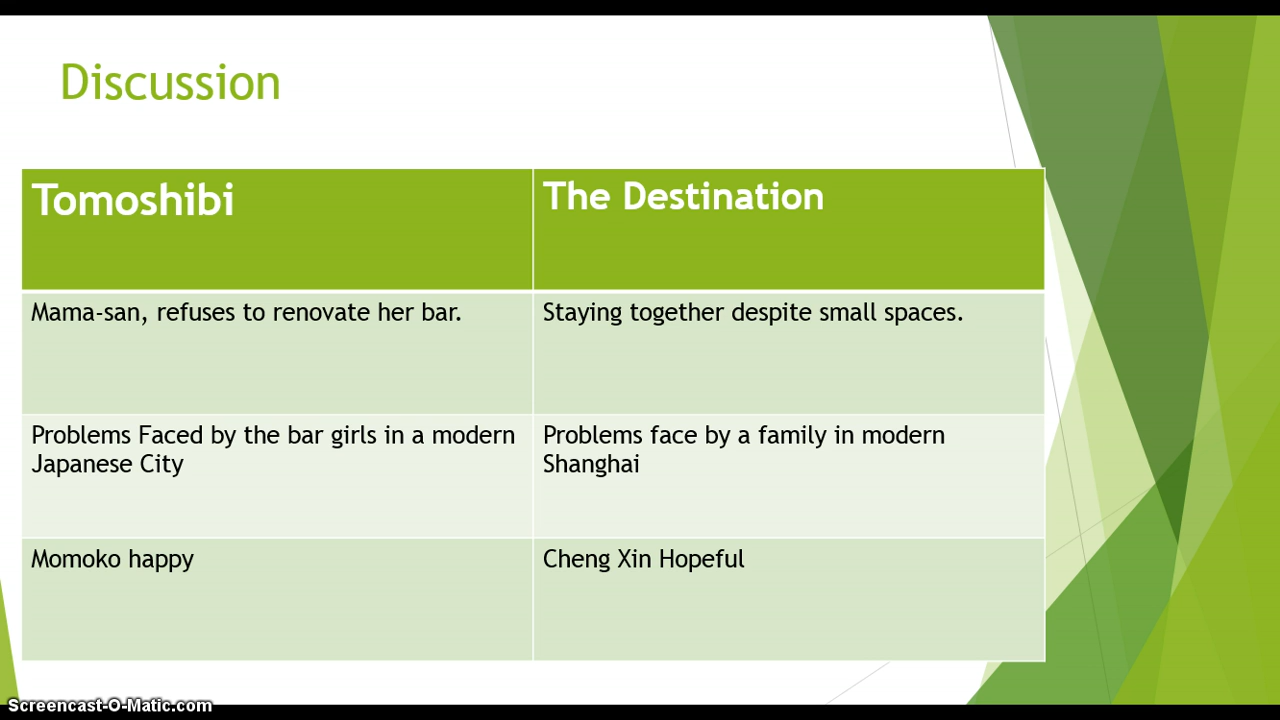 Discussion
Tomoshibi
The Destination
Mama-san, refuses to renovate her bar.
Staying together despite small spaces.
Problems Faced by the bar girls in a modern
Japanese City
Problems face by a family in modern
Shanghai
Momoko happy
Cheng Xin Hopeful
Screencast-O-Matic.com